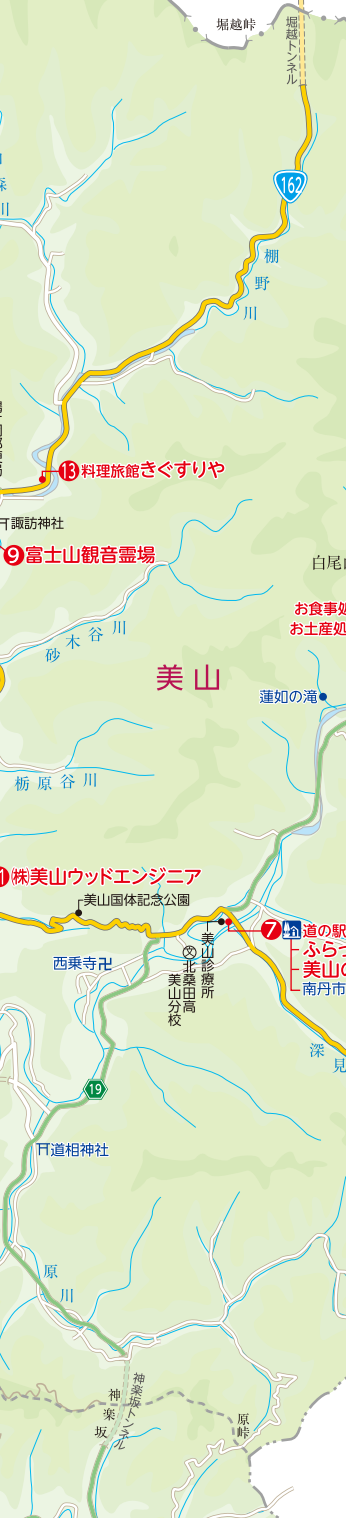 堀越峠
堀越トンネル
162
棚野川
森
川
⑬料理旅館きぐすりや
諏訪神社
⑨富士山観音霊場
白尾山
砂木谷川
お食事処
お土産処
美山
蓮如の滝
栃原谷川
㈱美山ウッドエンジニア
美山国体記念公園
⑦道の駅
ふらっ
美山の
南丹市
美山診療所
文北桑田高
美山分校
西乗寺卍
深見
19
道相神社
原川
神楽坂トンネル
神楽坂
原峠